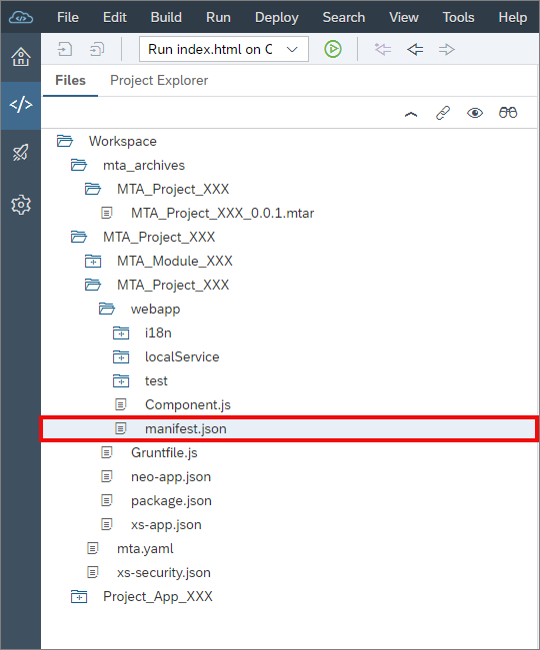 File Edit Build Run Deploy Search View Tools Help
Run index.html on C
Files Project Explorer
Workspace
mta_archives
MTA_Project_XXX
MTA_Project_XXX_0.0.1.mtar
MTA_Project_XXX
MTA_Module_XXX
MTA_Project_XXX
webapp
i18n
localService
test
Component.js
manifest.json
Gruntfile.js
neo-app.json
package.json
xs-app.json
mta.yaml
xs-security.json
Project_App_XXX